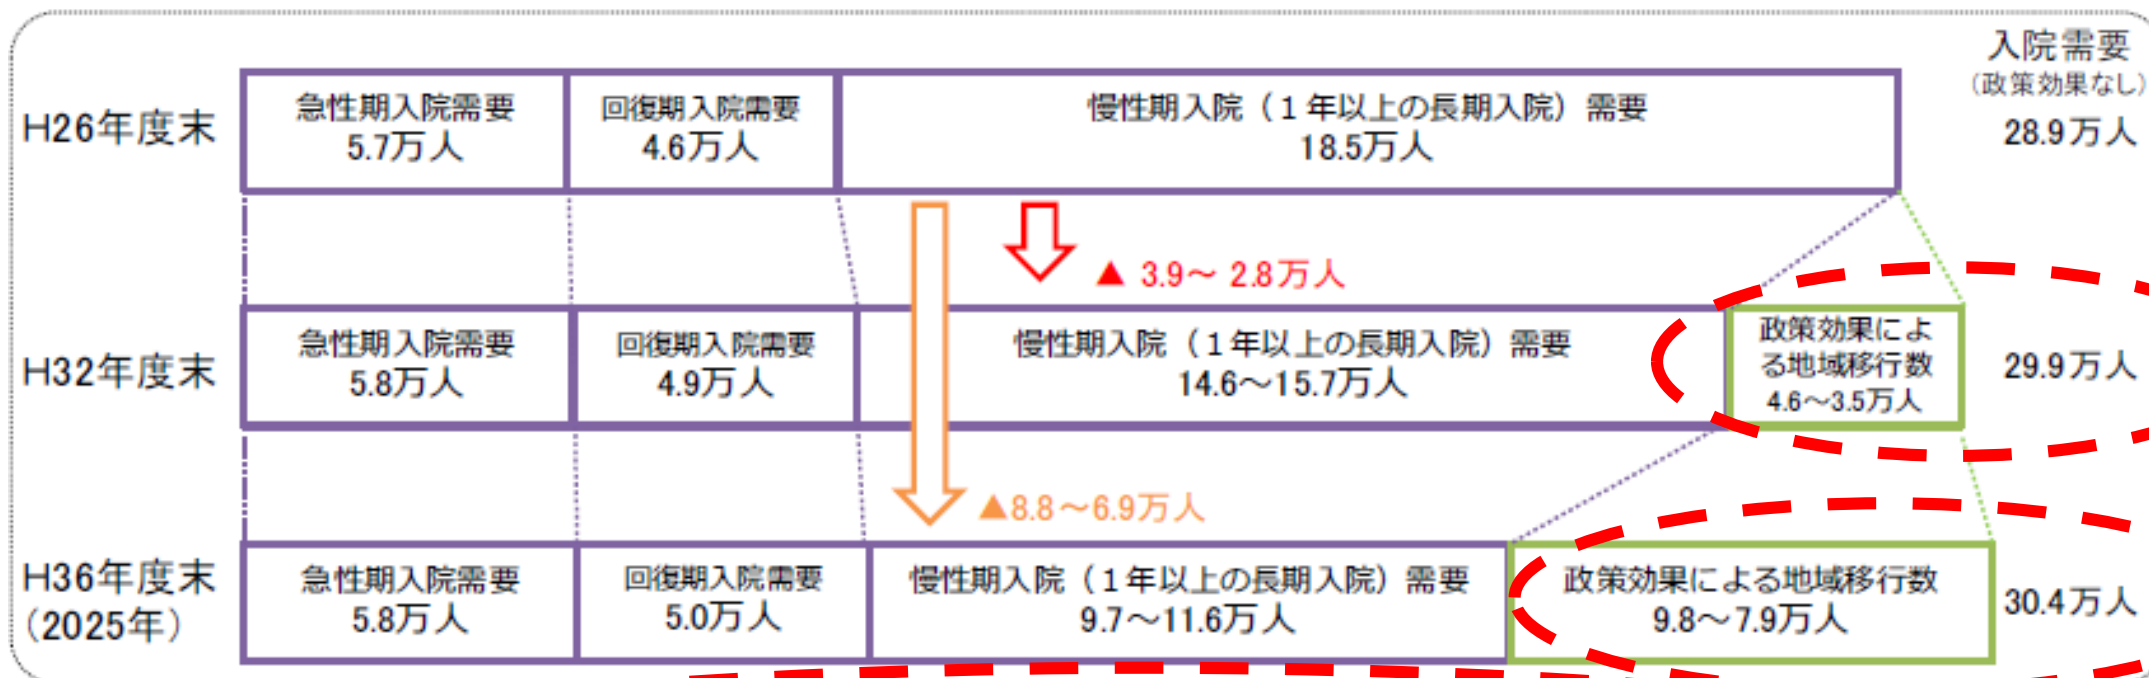 入院需要
(政策効果なし)
H26年度末
急性期入院需要
5.7万人
回復期入院需要
4.6万人
慢性期入院（１年以上の長期入院）需要
18.5万人
28.9万人
▲ 3.9～ 2.8万人
H32年度末
急性期入院需要
5.8万人
回復期入院需要
4.9万人
慢性期入院（１年以上の長期入院）需要
14.6～15.7万人
政策効果によ
る地域移行数
4.6～3.5万人
29.9万人
▲8.8～6.9万人
H36年度末
（2025年）
急性期入院需要
5.8万人
回復期入院需要
5.0万人
慢性期入院（１年以上の長期入院）需要
9.7～11.6万人
政策効果による地域移行数
9.8～7.9万人
30.4万人